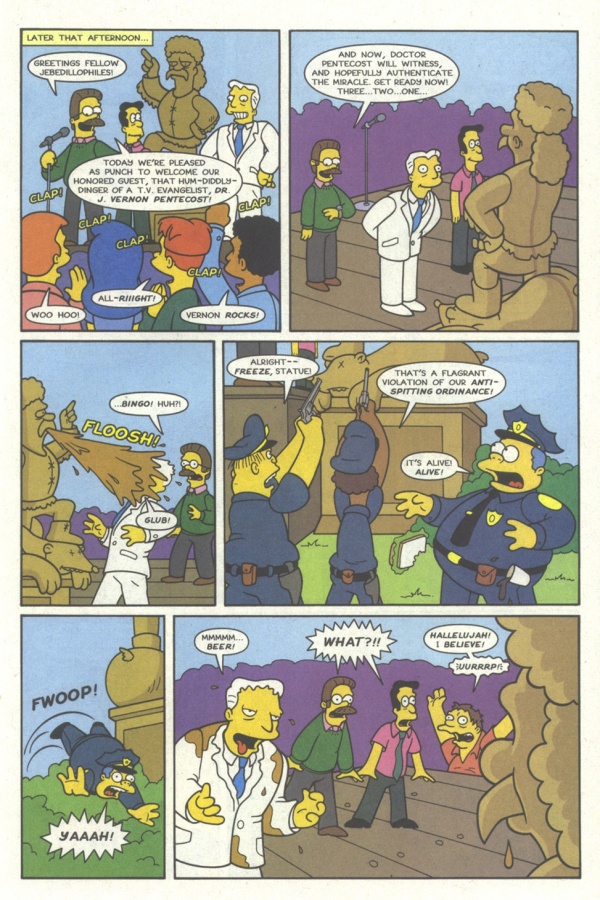 LATER THAT AFTERNOON...
GREETINGS FELLOW
JEBEDILLOPHILES!
TODAY WE'RE PLEASED
AS PUNCH TO WELCOME OUR
HONORED GUEST, THAT HUM-DIDDLY-
DINGER OF A T.V. EVANGELIST, DR.
J. VERNON PENTECOST!
CLAP!
CLAP!
CLAP!
CLAP!
CLAP!
WOO HOO!
ALL-RIIIGHT!
VERNON ROCKS!
AND NOW, DOCTOR
PENTECOST WILL WITNESS,
AND HOPEFULLY AUTHENTICATE
THE MIRACLE. GET READY NOW!
THREE...TWO...ONE...
...BINGO! HUH?!
FLOOSH!
GLUB!
ALRIGHT--
FREEZE, STATUE!
THAT'S A FLAGRANT
VIOLATION OF OUR ANTI-
SPITTING ORDINANCE!
IT'S ALIVE!
ALIVE!
FWOOP!
YAAAH!
MMMMM...
BEER!
WHAT?!!
HALLELUJAH!
I BELIEVE!
UURRRP!